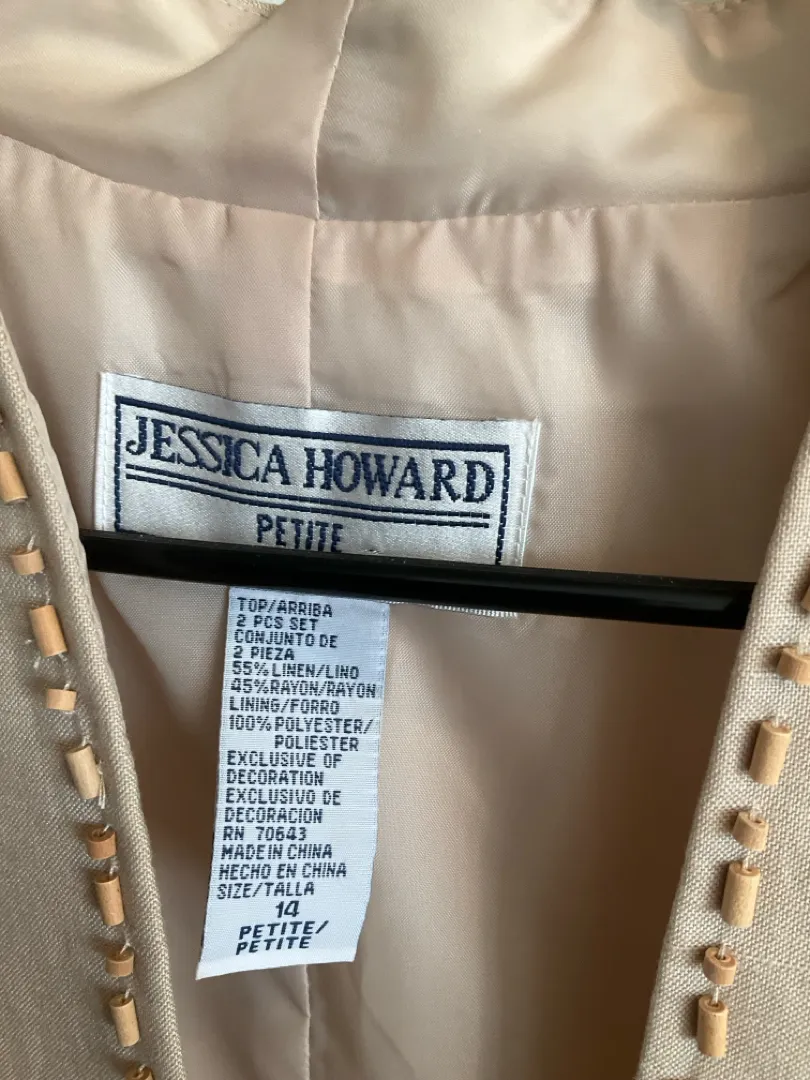 JESSICA HOWARD
PETITE
TOP/ARRIBA
2 PCS SET
CONJUNTO DE
2 PIEZA
55% LINEN/LINO
45% RAYON/RAYON
LINING/FORRO
100% POLYESTER/
POLIESTER
EXCLUSIVE OF
DECORATION
EXCLUSIVO DE
DECORACION
RN 70643
MADE IN CHINA
HECHO EN CHINA
SIZE/TALLA
14
PETITE/
PETITE